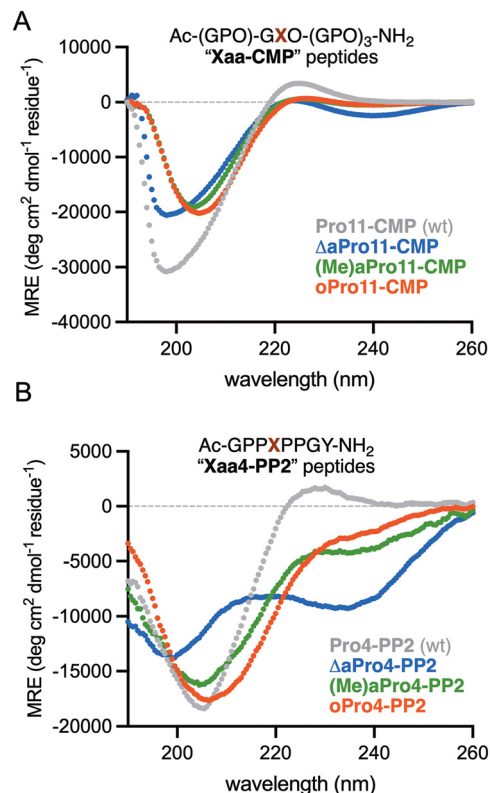 A
Ac-(GPO)-GXO-(GPO)3-NH2
“Xaa-CMP” peptides
10000
0
-10000
-20000
-30000
-40000
MRE (deg cm2 dmol-1 residue-1)
Pro11-CMP (wt)
ΔaPro11-CMP
(Me)aPro11-CMP
oPro11-CMP
200 220 240 260
wavelength (nm)
B
Ac-GPPXPPGY-NH2
“Xaa4-PP2” peptides
5000
0
-5000
-10000
-15000
-20000
MRE (deg cm2 dmol-1 residue-1)
Pro4-PP2 (wt)
ΔaPro4-PP2
(Me)aPro4-PP2
oPro4-PP2
200 220 240 260
wavelength (nm)